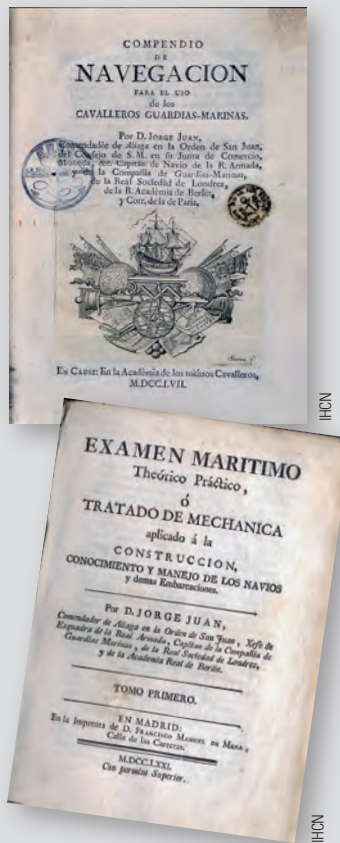 COMPENDIO
DE
NAVEGACION
PARA EL USO
de los
CAVALLEROS GUARDIAS-MARINAS.
Por D. JORGE JUAN,
Comendador de Aliaga en la Orden de San Juan,
del Consejo de S. M. en su Junta de Comercio,
Moneda, &c. Capitan de Navio de la R. Armada,
y de la Compañia de Guardias-Marinas,
de la Reàl Sociedad de Londres,
de la R. Acadèmia de Berlin,
y Corr. de la de Paris.
EN CADIZ: En la Acadèmia de los mismos Cavalleros,
M.DCC.LVII.
IHCN
EXAMEN MARITIMO
Theórico Práctico,
ó
TRATADO DE MECHANICA
aplicado á la
CONSTRUCCION,
CONOCIMIENTO Y MANEJO DE LOS NAVIOS
y demas Embarcaciones.
Por D. JORGE JUAN,
Comendador de Aliaga en la Orden de San Juan, Xefe de
Esquadra de la Real Armada, Capitan de la Compañia de
Guardias Marinas, de la Real Sociedad de Londres,
y de la Academia Real de Berlin.
TOMO PRIMERO.
EN MADRID:
En la Imprenta de D. FRANCISCO MANUEL DE MENA,
Calle de las Carretas.
M.DCC.LXXI.
Con permiso Superior.
IHCN